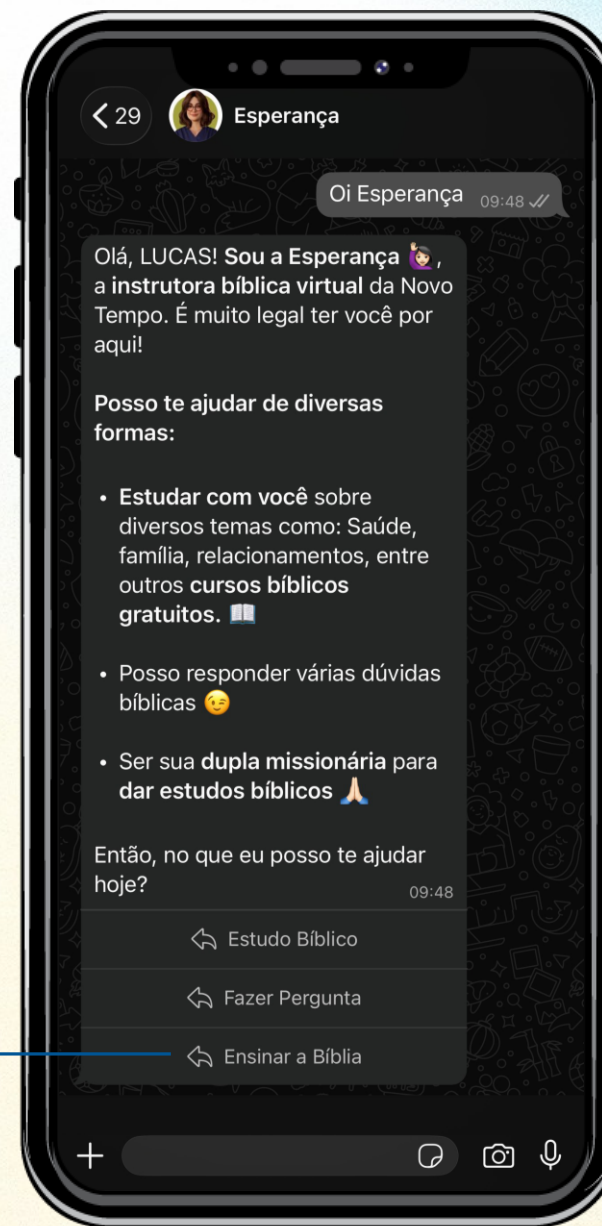 29
Esperança
Oi Esperança 09:48
Olá, LUCAS! Sou a Esperança 🙋🏻‍♀️,
a instrutora bíblica virtual da Novo
Tempo. É muito legal ter você por
aqui!
Posso te ajudar de diversas
formas:
• Estudar com você sobre
diversos temas como: Saúde,
família, relacionamentos, entre
outros cursos bíblicos
gratuitos. 📖
• Posso responder várias dúvidas
bíblicas 😉
• Ser sua dupla missionária para
dar estudos bíblicos 🙏🏻
Então, no que eu posso te ajudar
hoje? 09:48
Estudo Bíblico
Fazer Pergunta
Ensinar a Bíblia